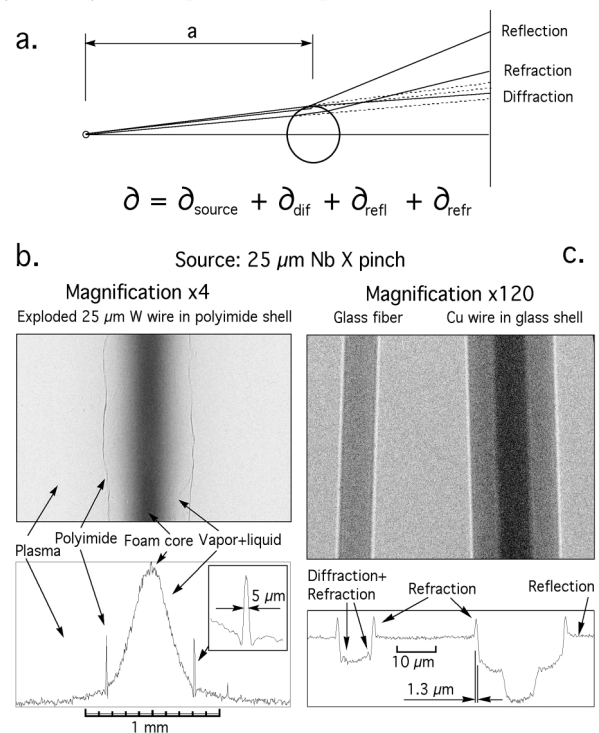 a.
a
Reflection
Refraction
Diffraction
∂ = ∂source + ∂dif + ∂refl + ∂refr
b.
c.
Source: 25 µm Nb X pinch
Magnification x4
Exploded 25 µm W wire in polyimide shell
Magnification x120
Glass fiber
Cu wire in glass shell
Plasma
Polyimide
Foam core
Vapor+liquid
5 µm
1 mm
Diffraction+
Refraction
Refraction
Reflection
10 µm
1.3 µm